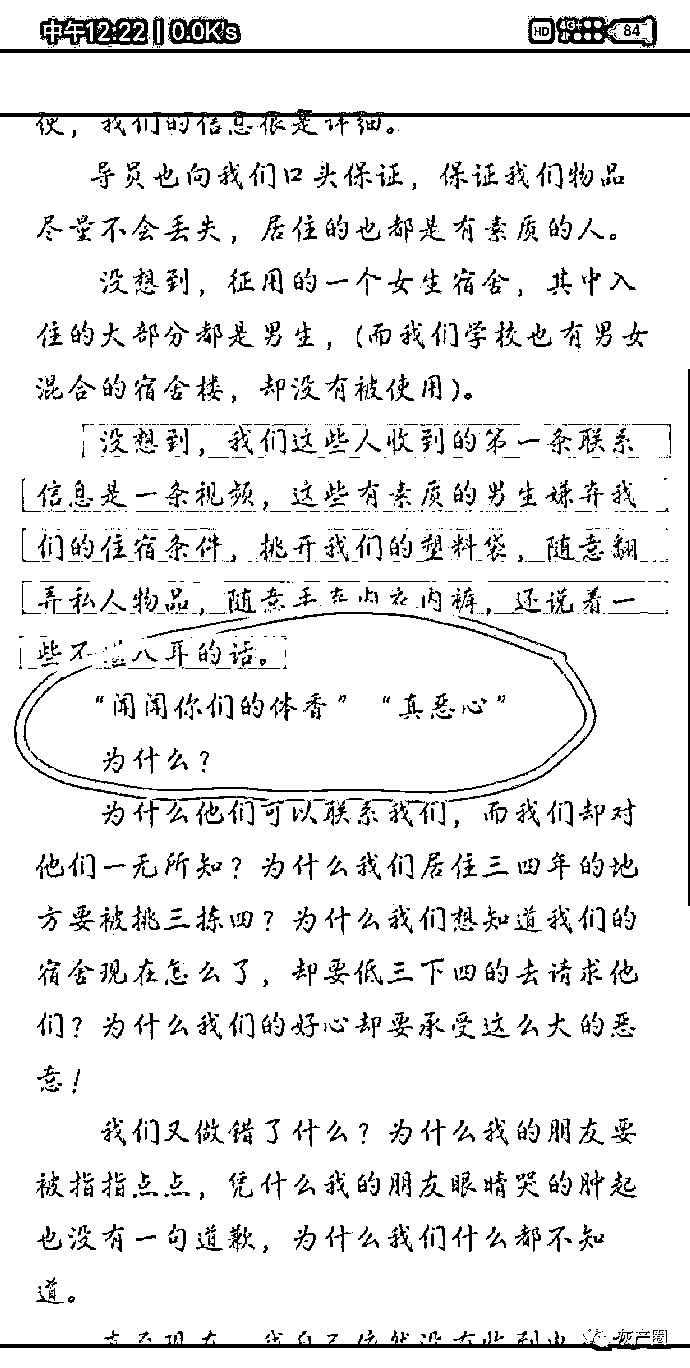 中午12:22 | 0.0K/s HD 4G+ 84
便，我们的信息很是详细。
导员也向我们口头保证，保证我们物品
尽量不会丢失，居住的也都是有素质的人。
没想到，征用的一个女生宿舍，其中入
住的大部分都是男生，(而我们学校也有男女
混合的宿舍楼，却没有被使用)。
没想到，我们这些人收到的第一条联系
信息是一条视频，这些有素质的男生嫌弃我
们的住宿条件，挑开我们的塑料袋，随意翻
弄私人物品，随意 内裤，还说着一
些不堪入耳的话。
“闻闻你们的体香”“真恶心”
为什么？
为什么他们可以联系我们，而我们却对
他们一无所知？为什么我们居住三四年的地
方要被挑三拣四？为什么我们想知道我们的
宿舍现在怎么了，却要低三下四的去请求他
们？为什么我们的好心却要承受这么大的恶
意！
我们又做错了什么？为什么我的朋友要
被指指点点，凭什么我的朋友眼睛哭的肿起
也没有一句道歉，为什么我们什么都不知
道。
灰产圈